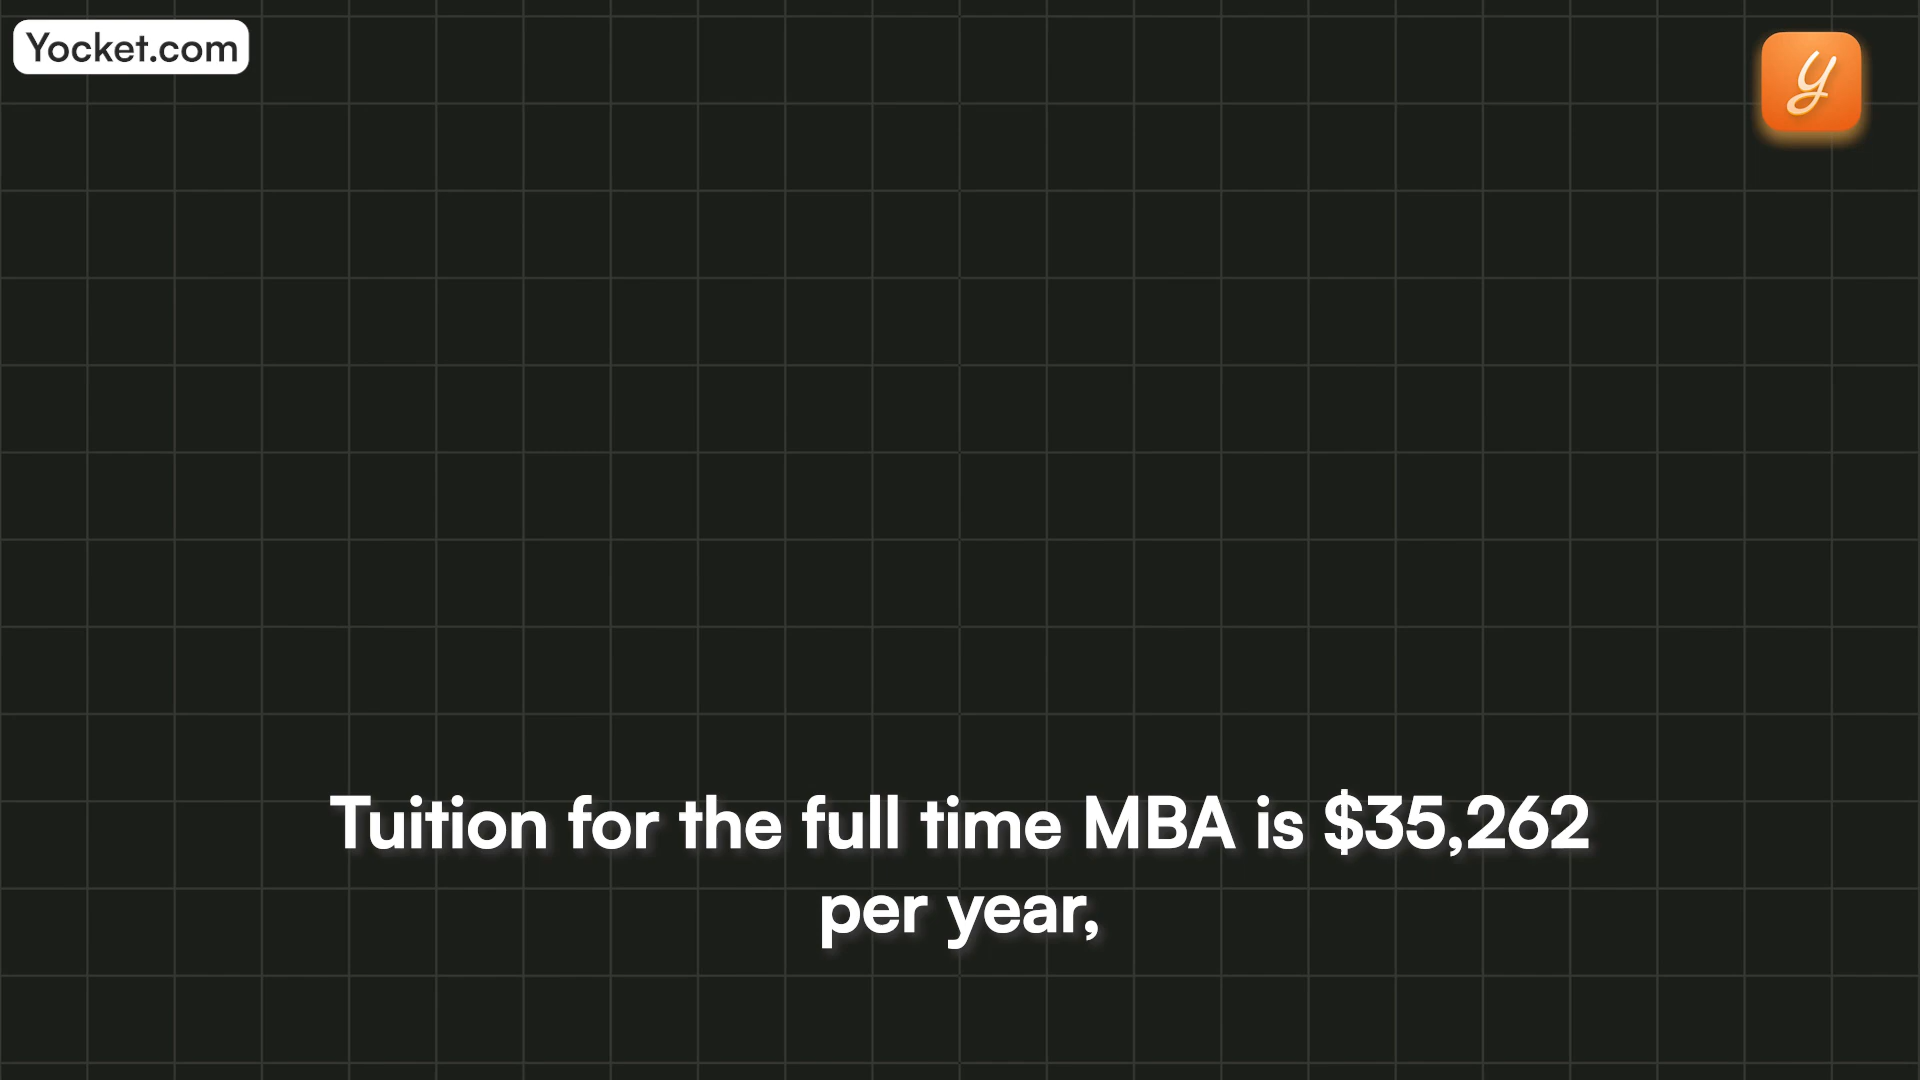 Yocket.com
y
Tuition for the full time MBA is $35,262
per year,